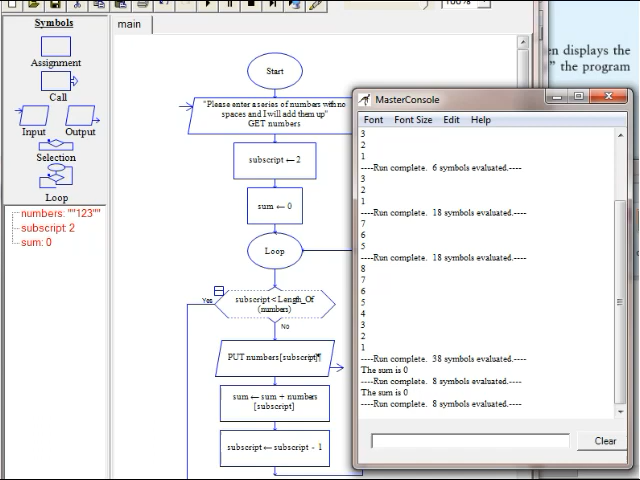 100%
Symbols
main
Assignment
Call
Input
Output
Selection
Loop
numbers: ""123""
subscript: 2
sum: 0
Start
"Please enter a series of numbers with no
spaces and I will add them up"
GET numbers
subscript ← 2
sum ← 0
Loop
Yes
subscript < Length_Of
(numbers)
No
PUT numbers[subscript]¶
sum ← sum + numbers
[subscript]
subscript ← subscript - 1
en displays the
" the program
MasterConsole
Font Font Size Edit Help
3
2
1
----Run complete. 6 symbols evaluated.----
3
2
1
----Run complete. 18 symbols evaluated.----
7
6
5
----Run complete. 18 symbols evaluated.----
8
7
6
5
4
3
2
1
----Run complete. 38 symbols evaluated.----
The sum is 0
----Run complete. 8 symbols evaluated.----
The sum is 0
----Run complete. 8 symbols evaluated.----
Clear